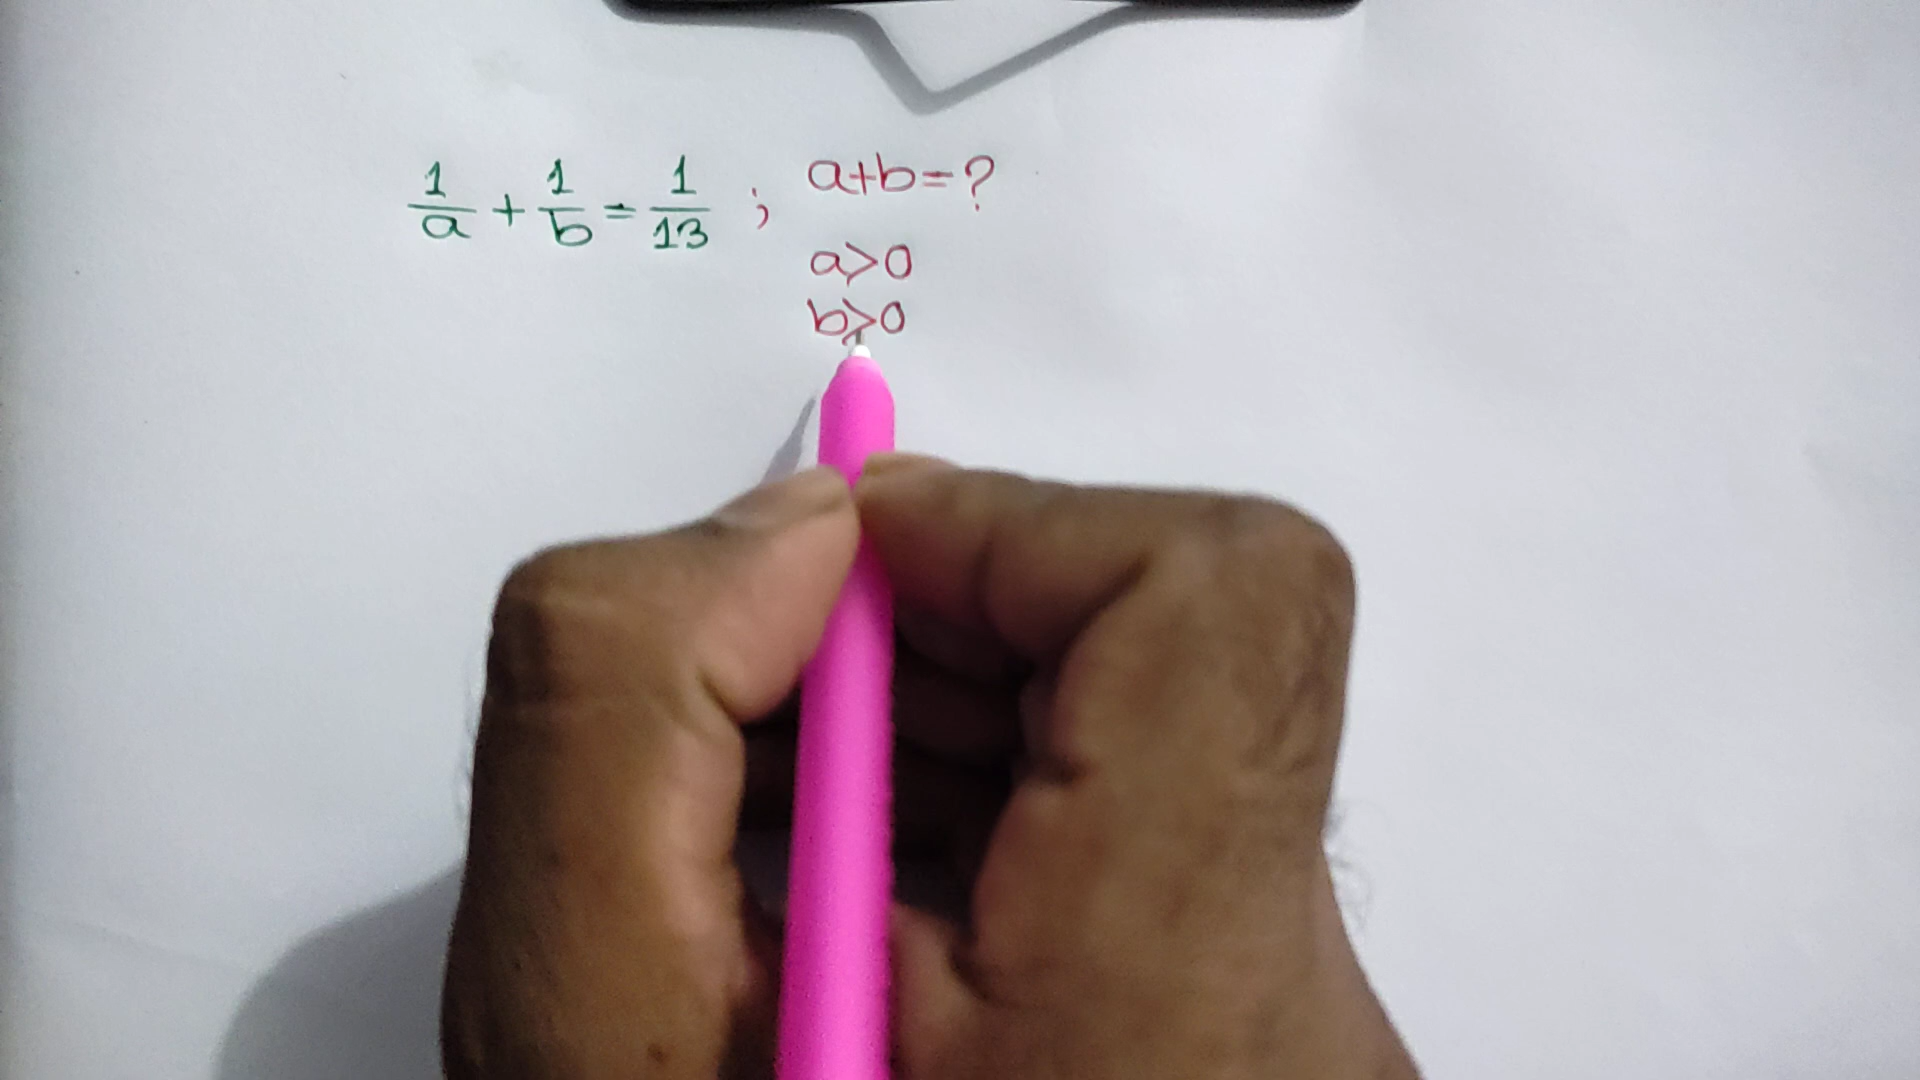 1/a + 1/b = 1/13 ; a+b=?
a>0
b>0